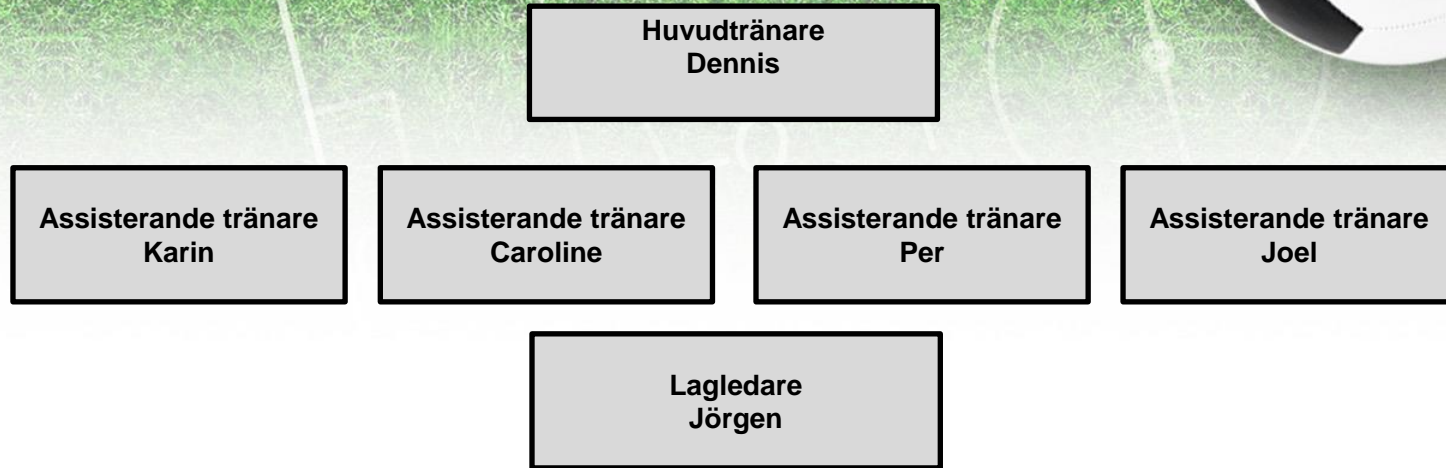 Huvudtränare
Dennis
Assisterande tränare
Karin
Assisterande tränare
Caroline
Assisterande tränare
Per
Assisterande tränare
Joel
Lagledare
Jörgen